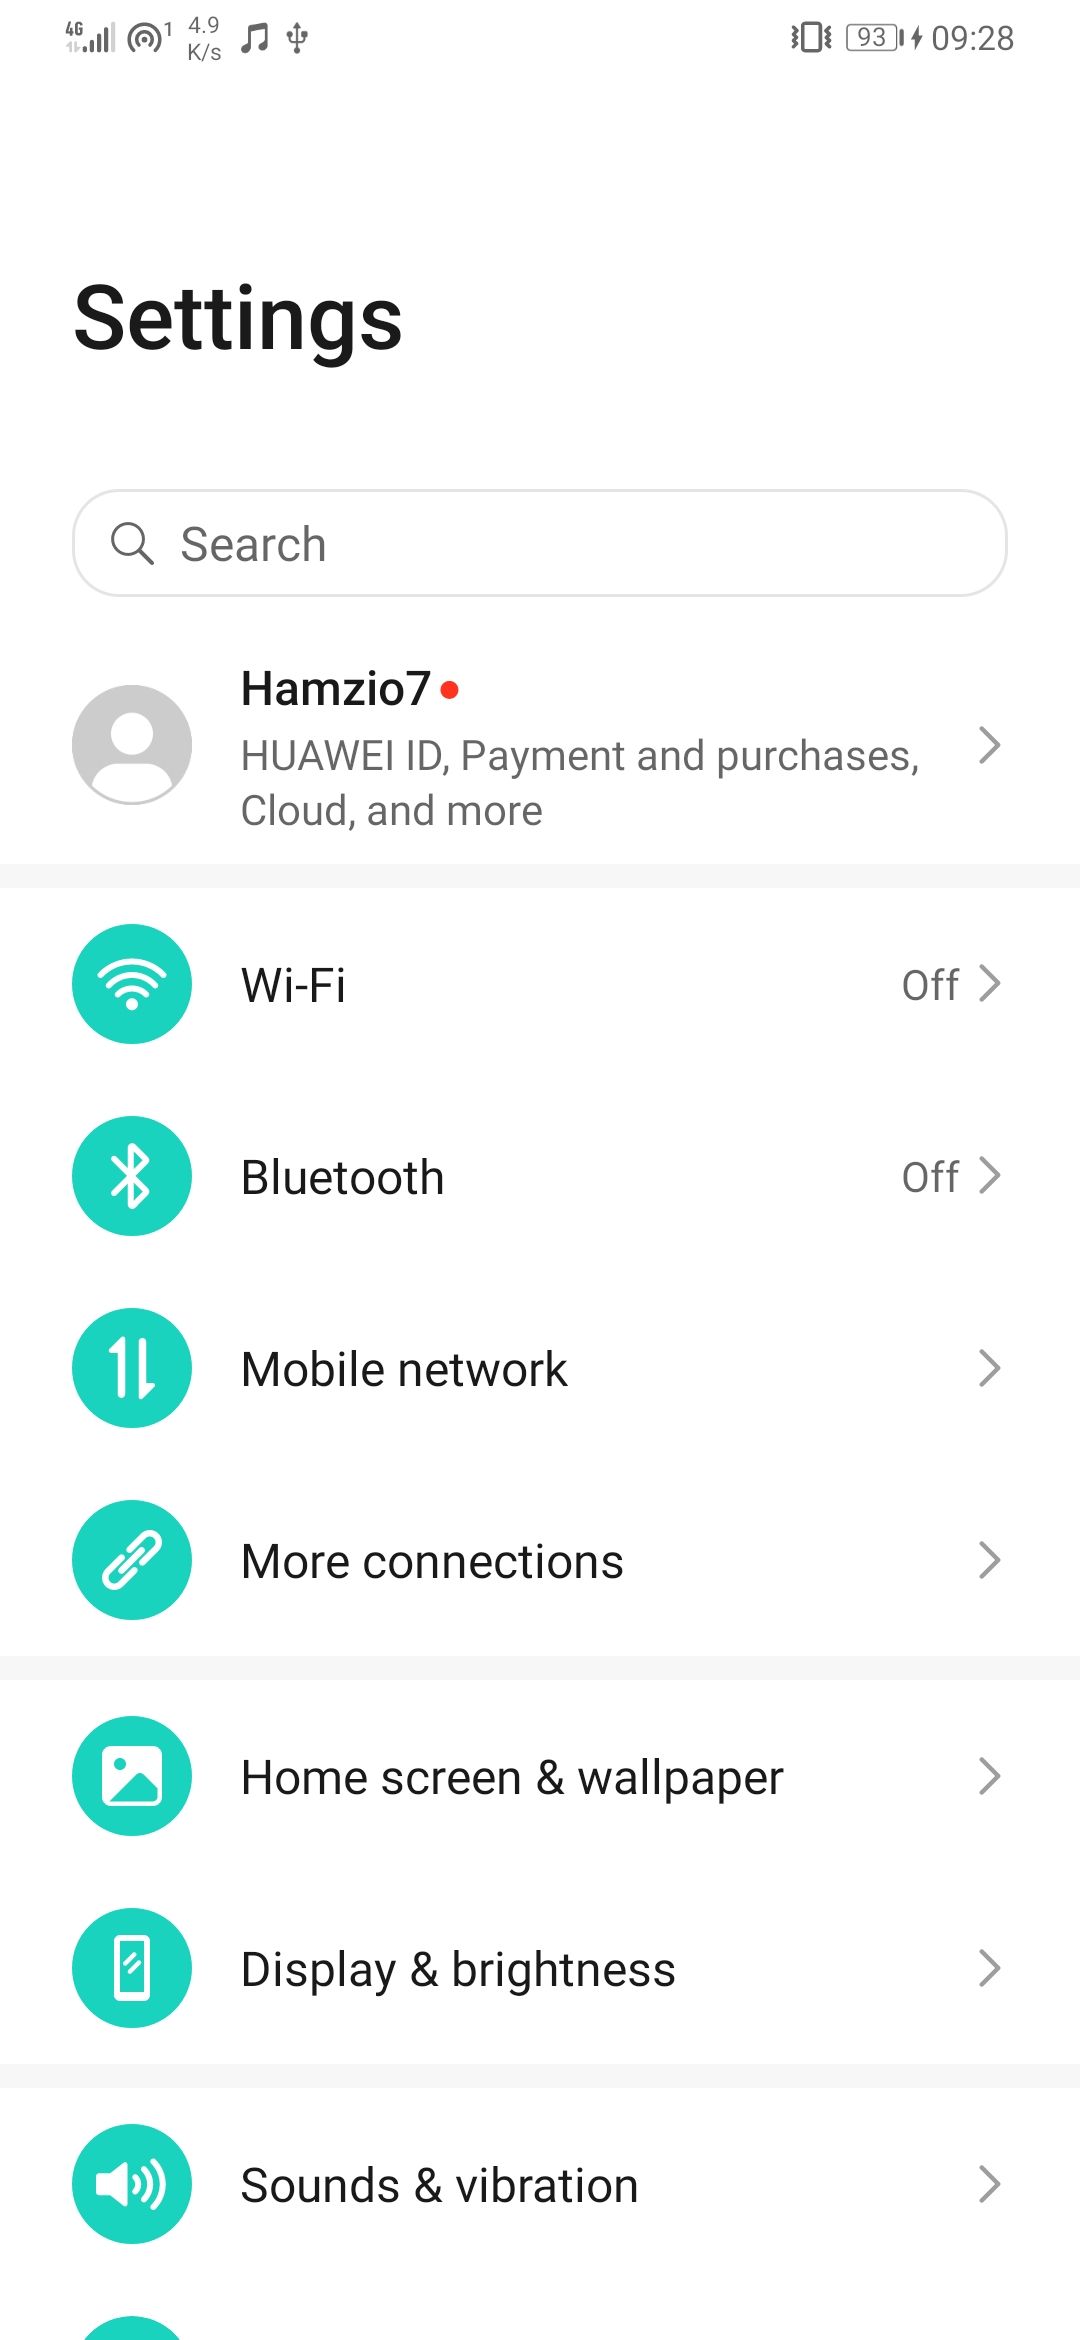 4G 1 4.9 K/s 93 09:28
Settings
Search
Hamzio7
HUAWEI ID, Payment and purchases,
Cloud, and more
Wi-Fi Off
Bluetooth Off
Mobile network
More connections
Home screen & wallpaper
Display & brightness
Sounds & vibration